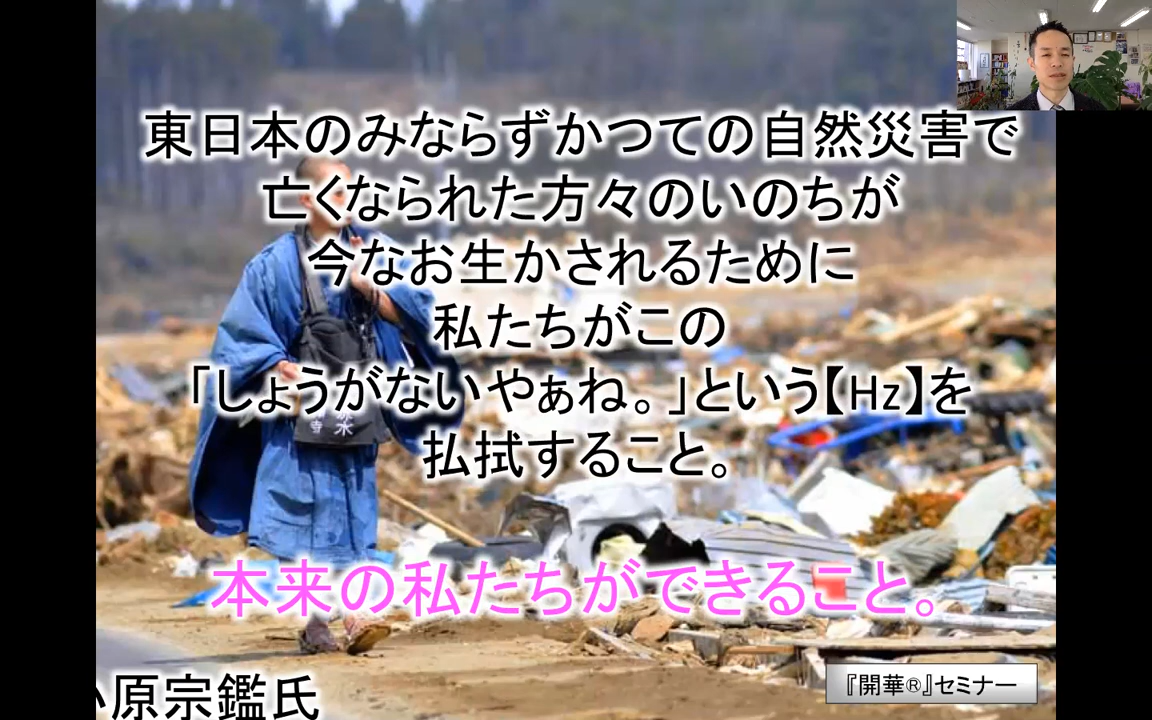 東日本のみならずかつての自然災害で
亡くなられた方々のいのちが
今なお生かされるために
私たちがこの
「しょうがないやぁね。」という【Hz】を
払拭すること。
水
寺
本来の私たちができること。
原宗鑑氏
『開華®』セミナー